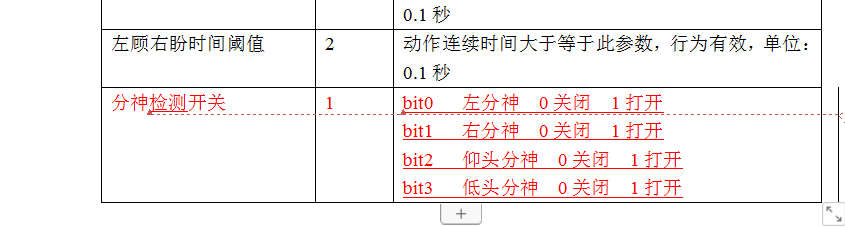 0.1 秒
左顾右盼时间阈值 2 动作连续时间大于等于此参数，行为有效，单位：
0.1 秒
分神检测开关 1 bit0 左分神 0 关闭 1 打开
bit1 右分神 0 关闭 1 打开
bit2 仰头分神 0 关闭 1 打开
bit3 低头分神 0 关闭 1 打开